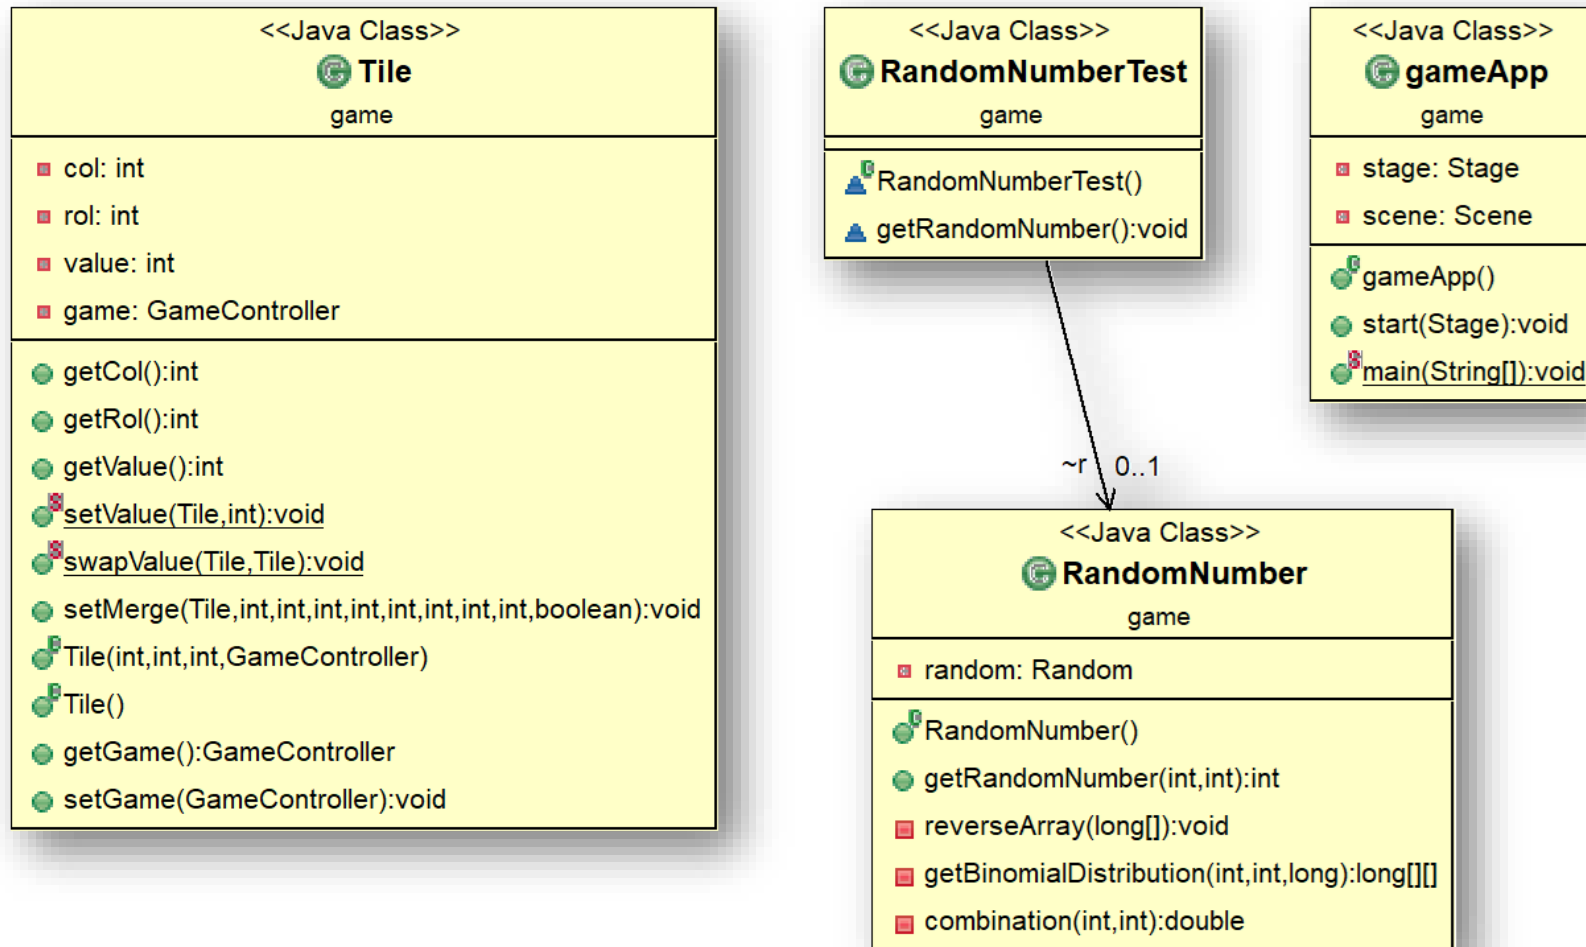 <<Java Class>>
Tile
game
col: int
rol: int
value: int
game: GameController
getCol():int
getRol():int
getValue():int
setValue(Tile,int):void
swapValue(Tile,Tile):void
setMerge(Tile,int,int,int,int,int,int,int,int,boolean):void
Tile(int,int,int,GameController)
Tile()
getGame():GameController
setGame(GameController):void
<<Java Class>>
RandomNumberTest
game
RandomNumberTest()
getRandomNumber():void
~r 0..1
<<Java Class>>
RandomNumber
game
random: Random
RandomNumber()
getRandomNumber(int,int):int
reverseArray(long[]):void
getBinomialDistribution(int,int,long):long[][]
combination(int,int):double
<<Java Class>>
gameApp
game
stage: Stage
scene: Scene
gameApp()
start(Stage):void
main(String[]):void